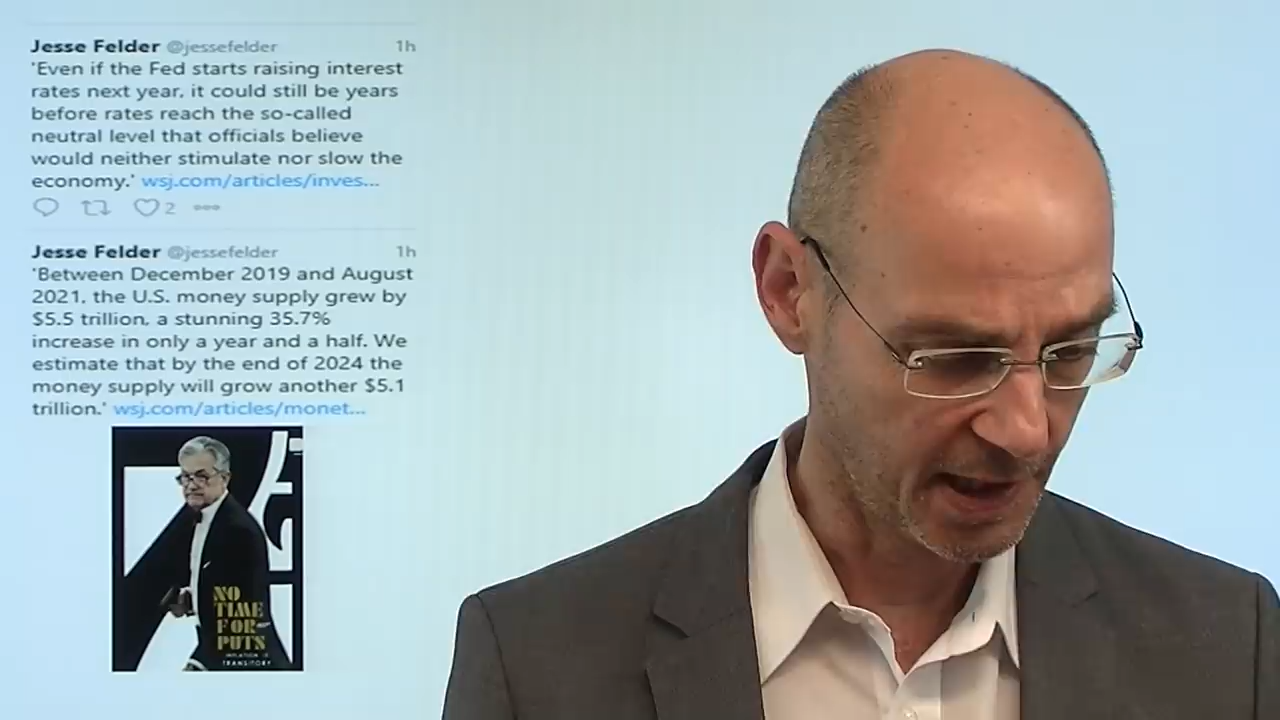 Jesse Felder @jessefelder 1h
'Even if the Fed starts raising interest
rates next year, it could still be years
before rates reach the so-called
neutral level that officials believe
would neither stimulate nor slow the
economy.' wsj.com/articles/inves...
2
Jesse Felder @jessefelder 1h
'Between December 2019 and August
2021, the U.S. money supply grew by
$5.5 trillion, a stunning 35.7%
increase in only a year and a half. We
estimate that by the end of 2024 the
money supply will grow another $5.1
trillion.' wsj.com/articles/monet...
NO
TIME
FOR
PUTS
INFLATION IS
TRANSITORY